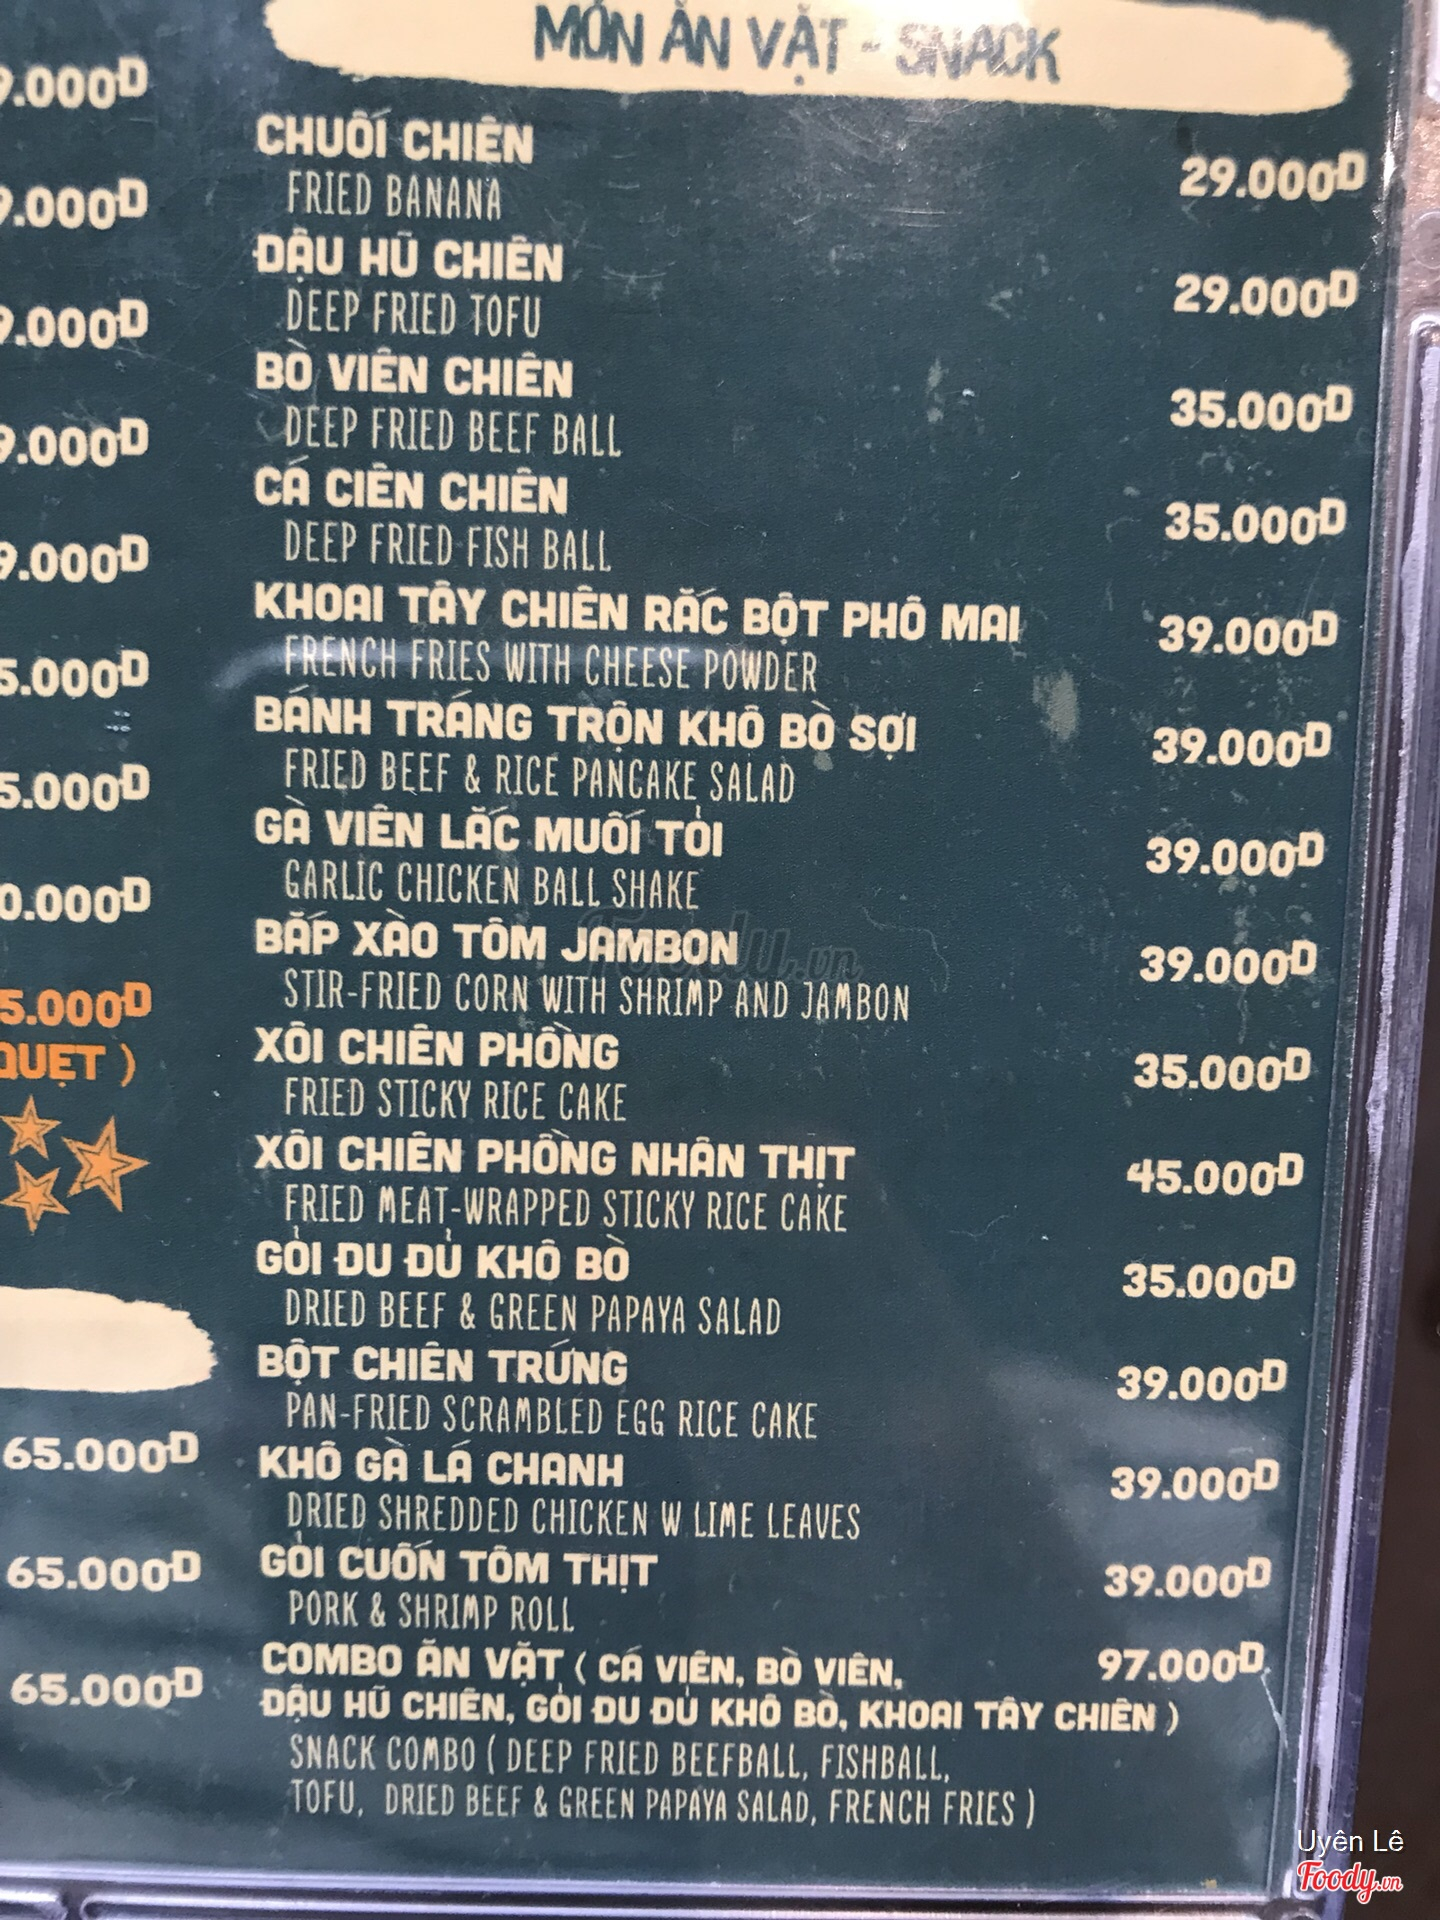 MÓN ĂN VẶT - SNACK
CHUỐI CHIÊN
29.000Đ
FRIED BANANA
ĐẬU HŨ CHIÊN
29.000Đ
DEEP FRIED TOFU
BÒ VIÊN CHIÊN
35.000Đ
DEEP FRIED BEEF BALL
CÁ CIÊN CHIÊN
35.000Đ
DEEP FRIED FISH BALL
KHOAI TÂY CHIÊN RẮC BỘT PHÔ MAI
39.000Đ
FRENCH FRIES WITH CHEESE POWDER
BÁNH TRÁNG TRỘN KHÔ BÒ SỢI
39.000Đ
FRIED BEEF & RICE PANCAKE SALAD
GÀ VIÊN LẮC MUỐI TỎI
39.000Đ
GARLIC CHICKEN BALL SHAKE
BẮP XÀO TÔM JAMBON
39.000Đ
STIR-FRIED CORN WITH SHRIMP AND JAMBON
XÔI CHIÊN PHỒNG
35.000Đ
FRIED STICKY RICE CAKE
XÔI CHIÊN PHỒNG NHÂN THỊT
45.000Đ
FRIED MEAT-WRAPPED STICKY RICE CAKE
GỎI ĐU ĐỦ KHÔ BÒ
35.000Đ
DRIED BEEF & GREEN PAPAYA SALAD
BỘT CHIÊN TRỨNG
39.000Đ
PAN-FRIED SCRAMBLED EGG RICE CAKE
KHÔ GÀ LÁ CHANH
39.000Đ
DRIED SHREDDED CHICKEN W LIME LEAVES
GỎI CUỐN TÔM THỊT
39.000Đ
PORK & SHRIMP ROLL
COMBO ĂN VẶT ( CÁ VIÊN, BÒ VIÊN,
97.000Đ
ĐẬU HŨ CHIÊN, GỎI ĐU ĐỦ KHÔ BÒ, KHOAI TÂY CHIÊN )
SNACK COMBO ( DEEP FRIED BEEFBALL, FISHBALL,
TOFU, DRIED BEEF & GREEN PAPAYA SALAD, FRENCH FRIES )
65.000Đ
65.000Đ
65.000Đ
Foody.vn
Uyên Lê
Foody.vn